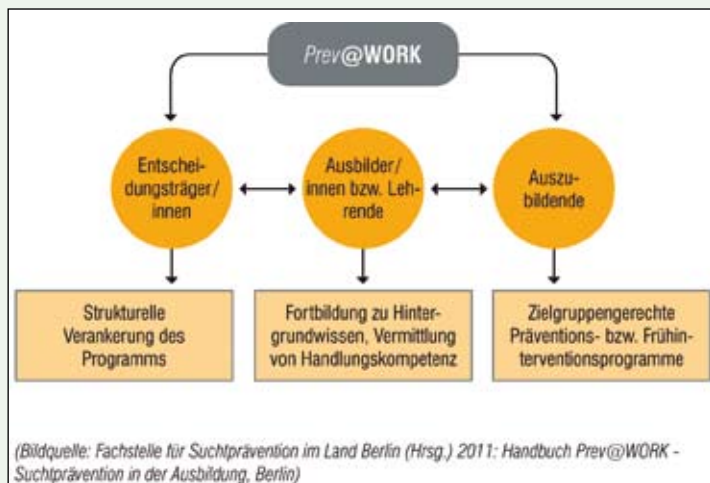 Prev@WORK
Entschei-
dungsträger/
innen
Ausbilder/
innen bzw. Leh-
rende
Auszu-
bildende
Strukturelle
Verankerung des
Programms
Fortbildung zu Hinter-
grundwissen, Vermittlung
von Handlungskompetenz
Zielgruppengerechte
Präventions- bzw. Frühin-
terventionsprogramme
(Bildquelle: Fachstelle für Suchtprävention im Land Berlin (Hrsg.) 2011: Handbuch Prev@WORK -
Suchtprävention in der Ausbildung, Berlin)